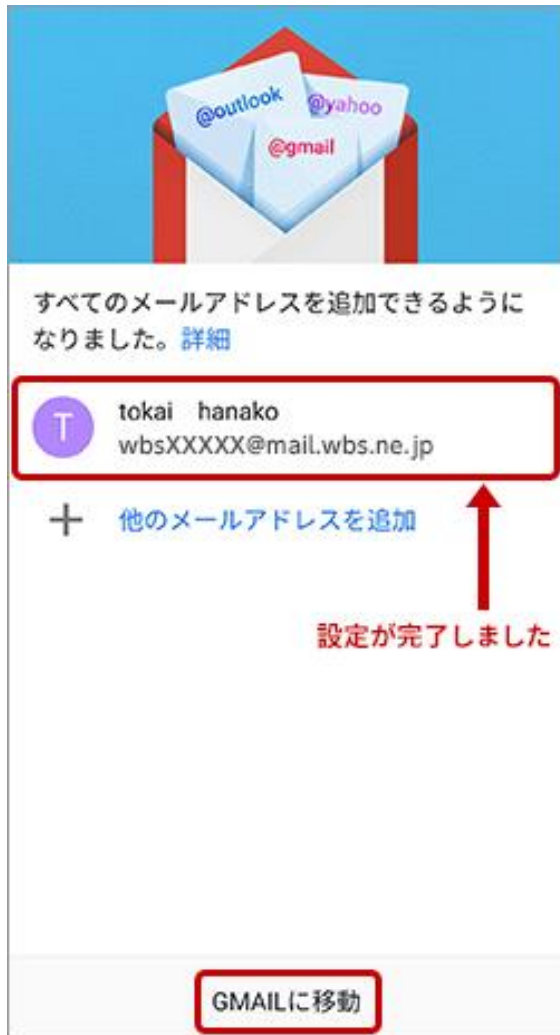 @outlook
@yahoo
@gmail
すべてのメールアドレスを追加できるように
なりました。詳細
T
tokai　hanako
wbsXXXXX@mail.wbs.ne.jp
＋ 他のメールアドレスを追加
設定が完了しました
GMAILに移動